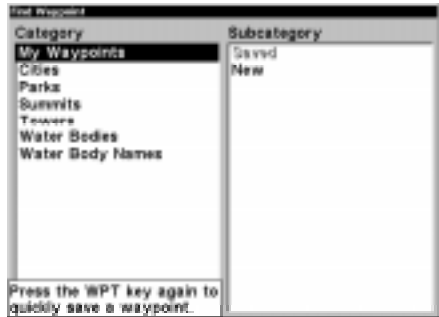 Find Waypoint
Category
My Waypoints
Cities
Parks
Summits
Towers
Water Bodies
Water Body Names
Subcategory
Saved
New
Press the WPT key again to
quickly save a waypoint.